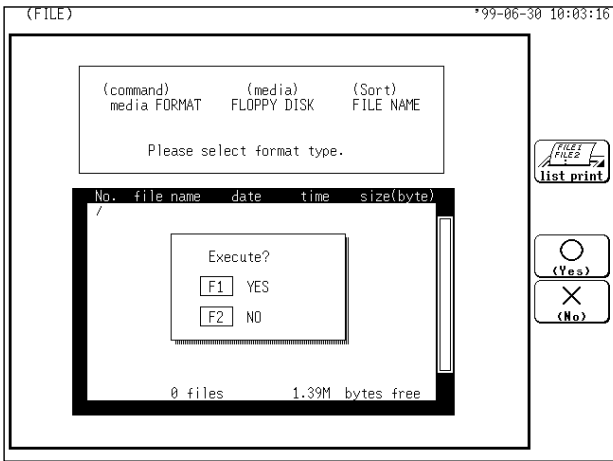 (FILE) '99-06-30 10:03:16
(command) (media) (Sort)
media FORMAT FLOPPY DISK FILE NAME
Please select format type.
FILE1
FILE2
list print
No. file name date time size(byte)
/
Execute?
F1 YES
F2 NO
(Yes)
(No)
0 files 1.39M bytes free